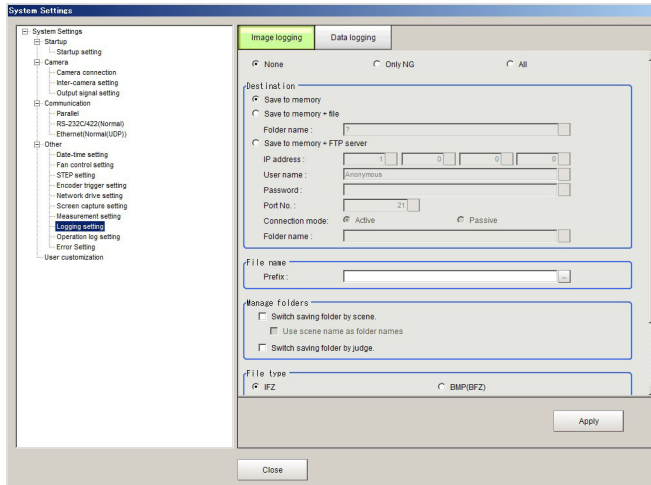 System Settings
System Settings
Startup
Startup setting
Camera
Camera connection
Inter-camera setting
Output signal setting
Communication
Parallel
RS-232C/422(Normal)
Ethernet(Normal(UDP))
Other
Date-time setting
Fan control setting
STEP setting
Encoder trigger setting
Network drive setting
Screen capture setting
Measurement setting
Logging setting
Operation log setting
Error Setting
User customization
Image logging Data logging
None Only NG All
Destination
Save to memory
Save to memory + file
Folder name : ?
Save to memory + FTP server
IP address : 1 0 0 0
User name : Anonymous
Password :
Port No. : 21
Connection mode: Active Passive
Folder name :
File name
Prefix : ...
Manage folders
Switch saving folder by scene.
Use scene name as folder names
Switch saving folder by judge.
File type
IFZ BMP(BFZ)
Apply
Close